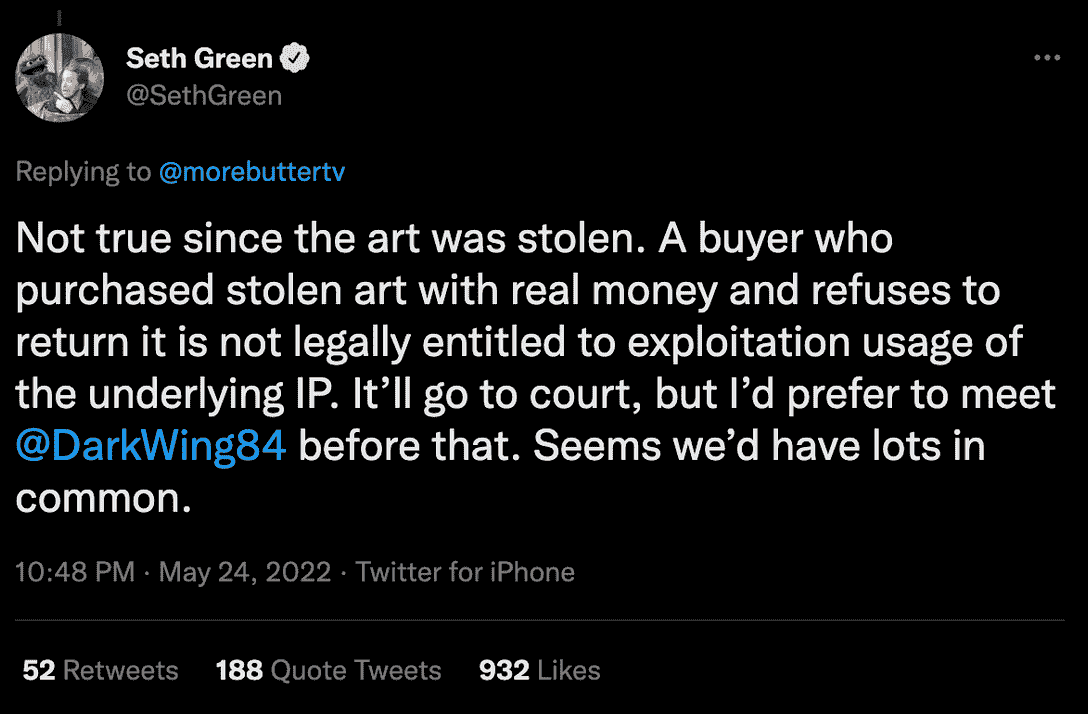 Seth Green
@SethGreen
Replying to @morebuttertv
Not true since the art was stolen. A buyer who
purchased stolen art with real money and refuses to
return it is not legally entitled to exploitation usage of
the underlying IP. It’ll go to court, but I’d prefer to meet
@DarkWing84 before that. Seems we’d have lots in
common.
10:48 PM · May 24, 2022 · Twitter for iPhone
52 Retweets 188 Quote Tweets 932 Likes